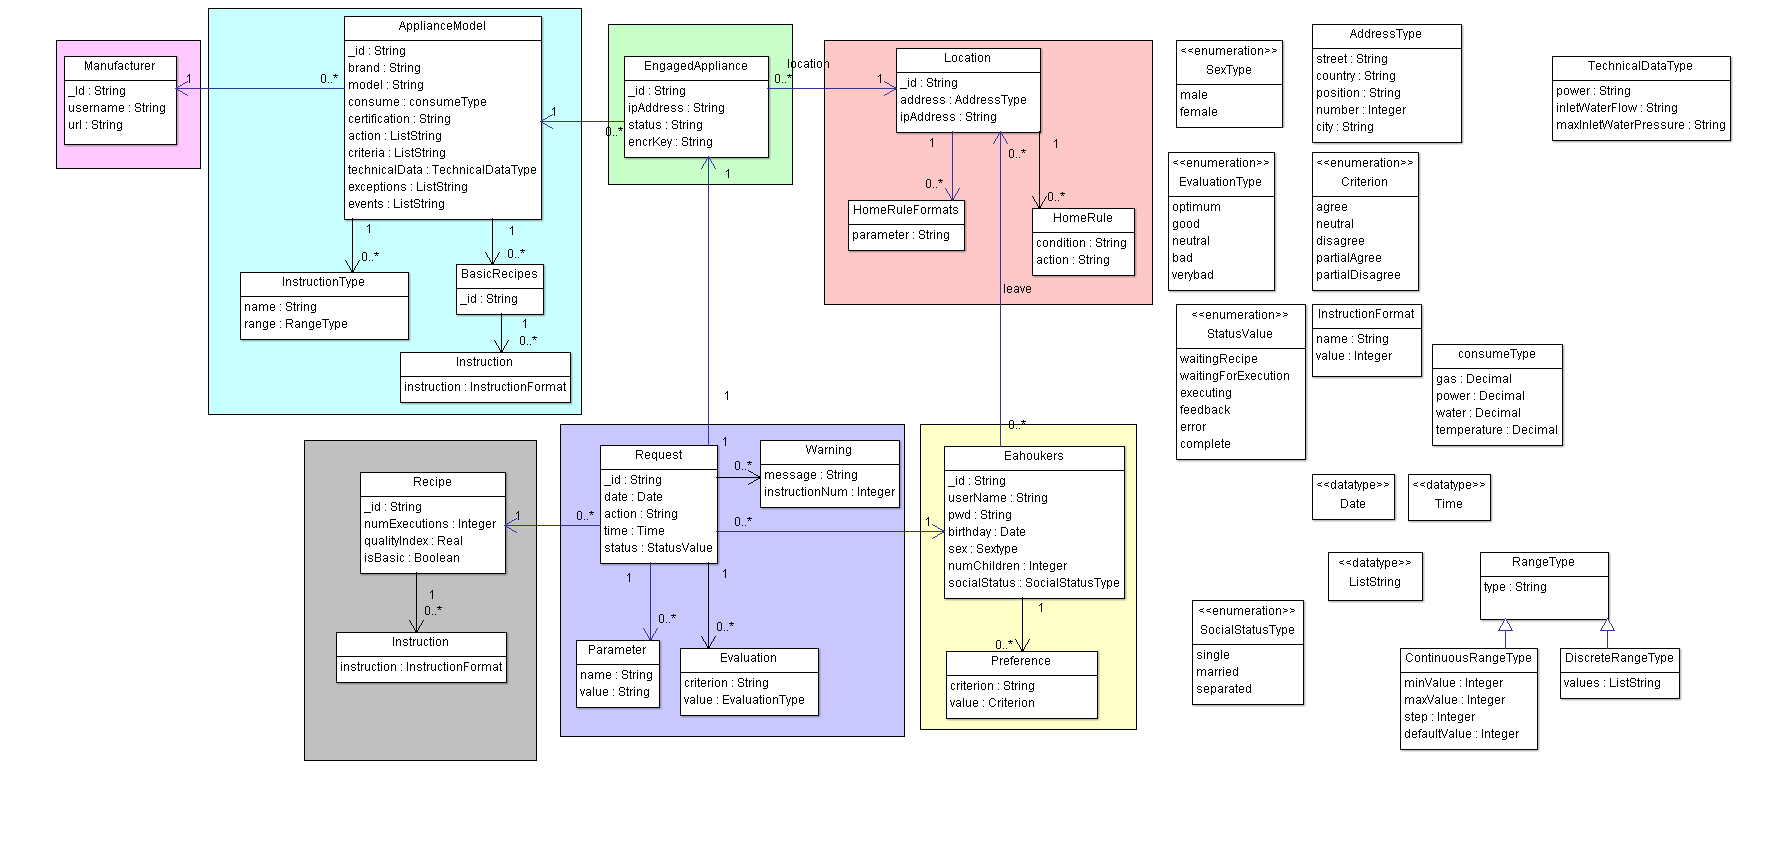 Manufacturer
_Id : String
username : String
url : String
1
0..*
ApplianceModel
_id : String
brand : String
model : String
consume : consumeType
certification : String
action : ListString
criteria : ListString
technicalData : TechnicalDataType
exceptions : ListString
events : ListString
1
0..*
1
0..*
InstructionType
name : String
range : RangeType
BasicRecipes
_id : String
1
0..*
Instruction
instruction : InstructionFormat
1
0..*
EngagedAppliance
_id : String
ipAddress : String
status : String
encrKey : String
location
0..*
1
1
1
Location
_id : String
address : AddressType
ipAddress : String
1
0..*
0..*
1
0..*
HomeRuleFormats
parameter : String
HomeRule
condition : String
action : String
leave
0..*
Recipe
_id : String
numExecutions : Integer
qualityIndex : Real
isBasic : Boolean
1
0..*
1
0..*
Instruction
instruction : InstructionFormat
Request
_id : String
date : Date
action : String
time : Time
status : StatusValue
1
0..*
Warning
message : String
instructionNum : Integer
0..*
1
1
0..*
1
0..*
Parameter
name : String
value : String
Evaluation
criterion : String
value : EvaluationType
Eahoukers
_id : String
userName : String
pwd : String
birthday : Date
sex : Sextype
numChildren : Integer
socialStatus : SocialStatusType
1
0..*
Preference
criterion : String
value : Criterion
<<enumeration>>
SexType
male
female
AddressType
street : String
country : String
position : String
number : Integer
city : String
TechnicalDataType
power : String
inletWaterFlow : String
maxInletWaterPressure : String
<<enumeration>>
EvaluationType
optimum
good
neutral
bad
verybad
<<enumeration>>
Criterion
agree
neutral
disagree
partialAgree
partialDisagree
<<enumeration>>
StatusValue
waitingRecipe
waitingForExecution
executing
feedback
error
complete
InstructionFormat
name : String
value : Integer
consumeType
gas : Decimal
power : Decimal
water : Decimal
temperature : Decimal
<<datatype>>
Date
<<datatype>>
Time
<<datatype>>
ListString
RangeType
type : String
<<enumeration>>
SocialStatusType
single
married
separated
ContinuousRangeType
minValue : Integer
maxValue : Integer
step : Integer
defaultValue : Integer
DiscreteRangeType
values : ListString